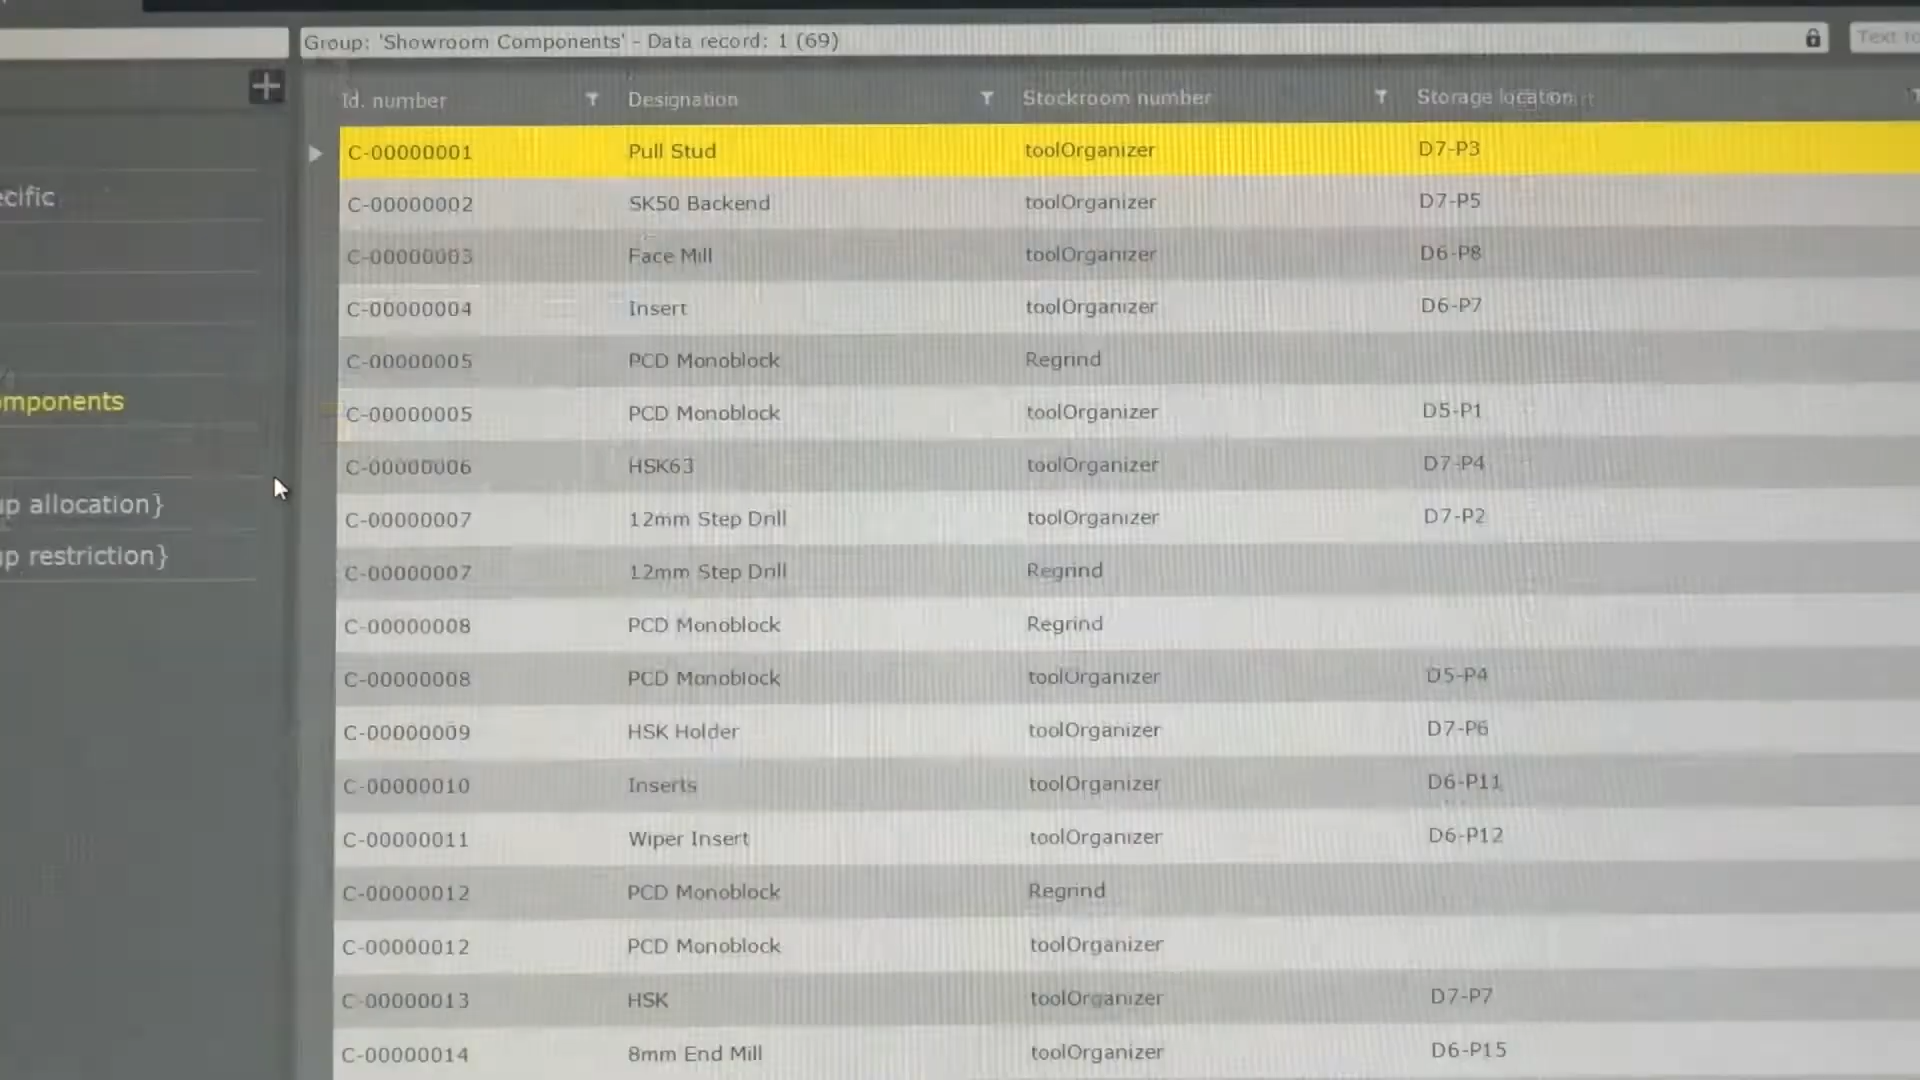 Group: 'Showroom Components' - Data record: 1 (69)
Text to
Id. number Designation Stockroom number Storage location
C-00000001 Pull Stud toolOrganizer D7-P3
C-00000002 SK50 Backend toolOrganizer D7-P5
ecific
C-00000003 Face Mill toolOrganizer D6-P8
C-00000004 Insert toolOrganizer D6-P7
C-00000005 PCD Monoblock Regrind
omponents
C-00000005 PCD Monoblock toolOrganizer D5-P1
C-00000006 HSK63 toolOrganizer D7-P4
up allocation}
C-00000007 12mm Step Drill toolOrganizer D7-P2
up restriction}
C-00000007 12mm Step Drill Regrind
C-00000008 PCD Monoblock Regrind
C-00000008 PCD Monoblock toolOrganizer D5-P4
C-00000009 HSK Holder toolOrganizer D7-P6
C-00000010 Inserts toolOrganizer D6-P11
C-00000011 Wiper Insert toolOrganizer D6-P12
C-00000012 PCD Monoblock Regrind
C-00000012 PCD Monoblock toolOrganizer
C-00000013 HSK toolOrganizer D7-P7
C-00000014 8mm End Mill toolOrganizer D6-P15